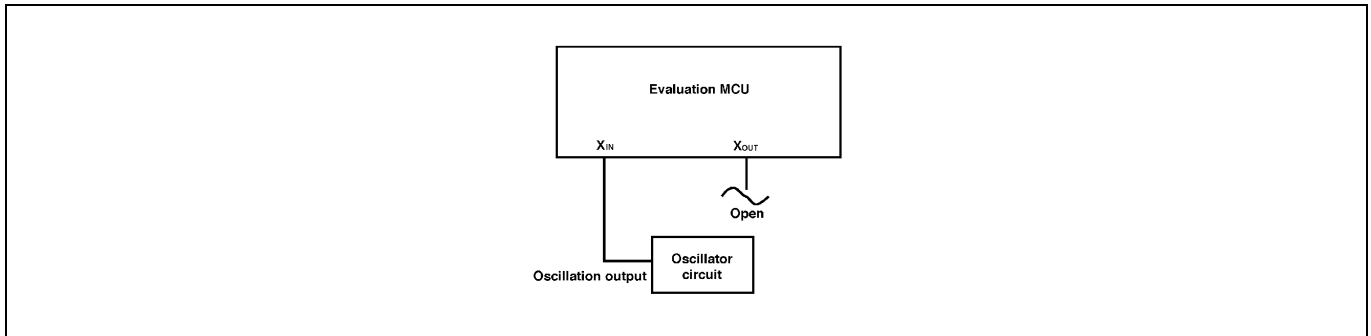 Evaluation MCU
XIN
XOUT
Open
Oscillation output
Oscillator
circuit